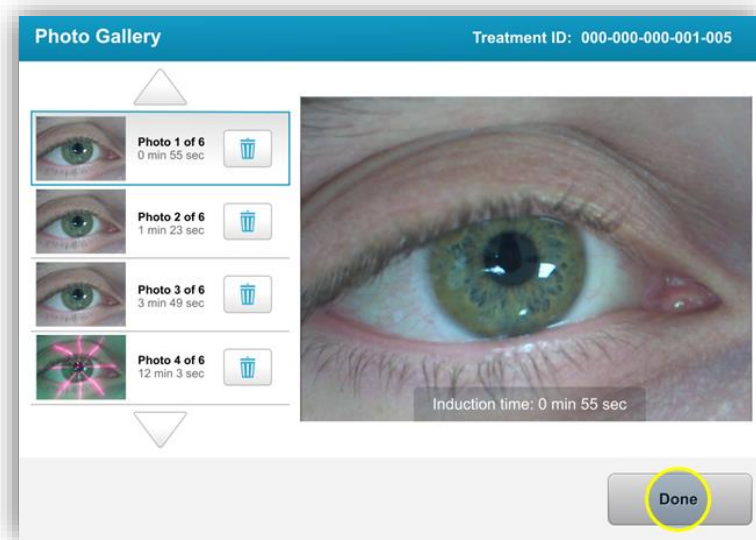 Photo Gallery
Treatment ID: 000-000-000-001-005
Photo 1 of 6
0 min 55 sec
Photo 2 of 6
1 min 23 sec
Photo 3 of 6
3 min 49 sec
Photo 4 of 6
12 min 3 sec
Induction time: 0 min 55 sec
Done